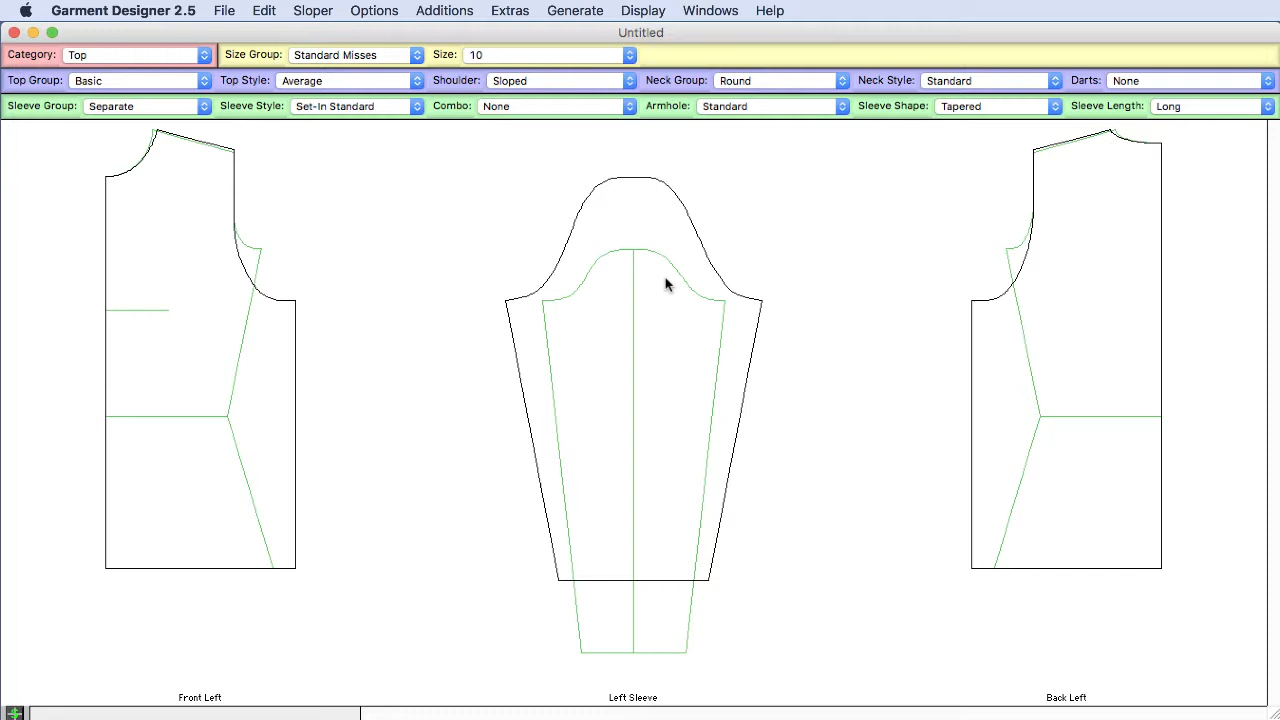 Garment Designer 2.5 File Edit Sloper Options Additions Extras Generate Display Windows Help
Untitled
Category: Top Size Group: Standard Misses Size: 10
Top Group: Basic Top Style: Average Shoulder: Sloped Neck Group: Round Neck Style: Standard Darts: None
Sleeve Group: Separate Sleeve Style: Set-In Standard Combo: None Armhole: Standard Sleeve Shape: Tapered Sleeve Length: Long
Front Left Left Sleeve Back Left